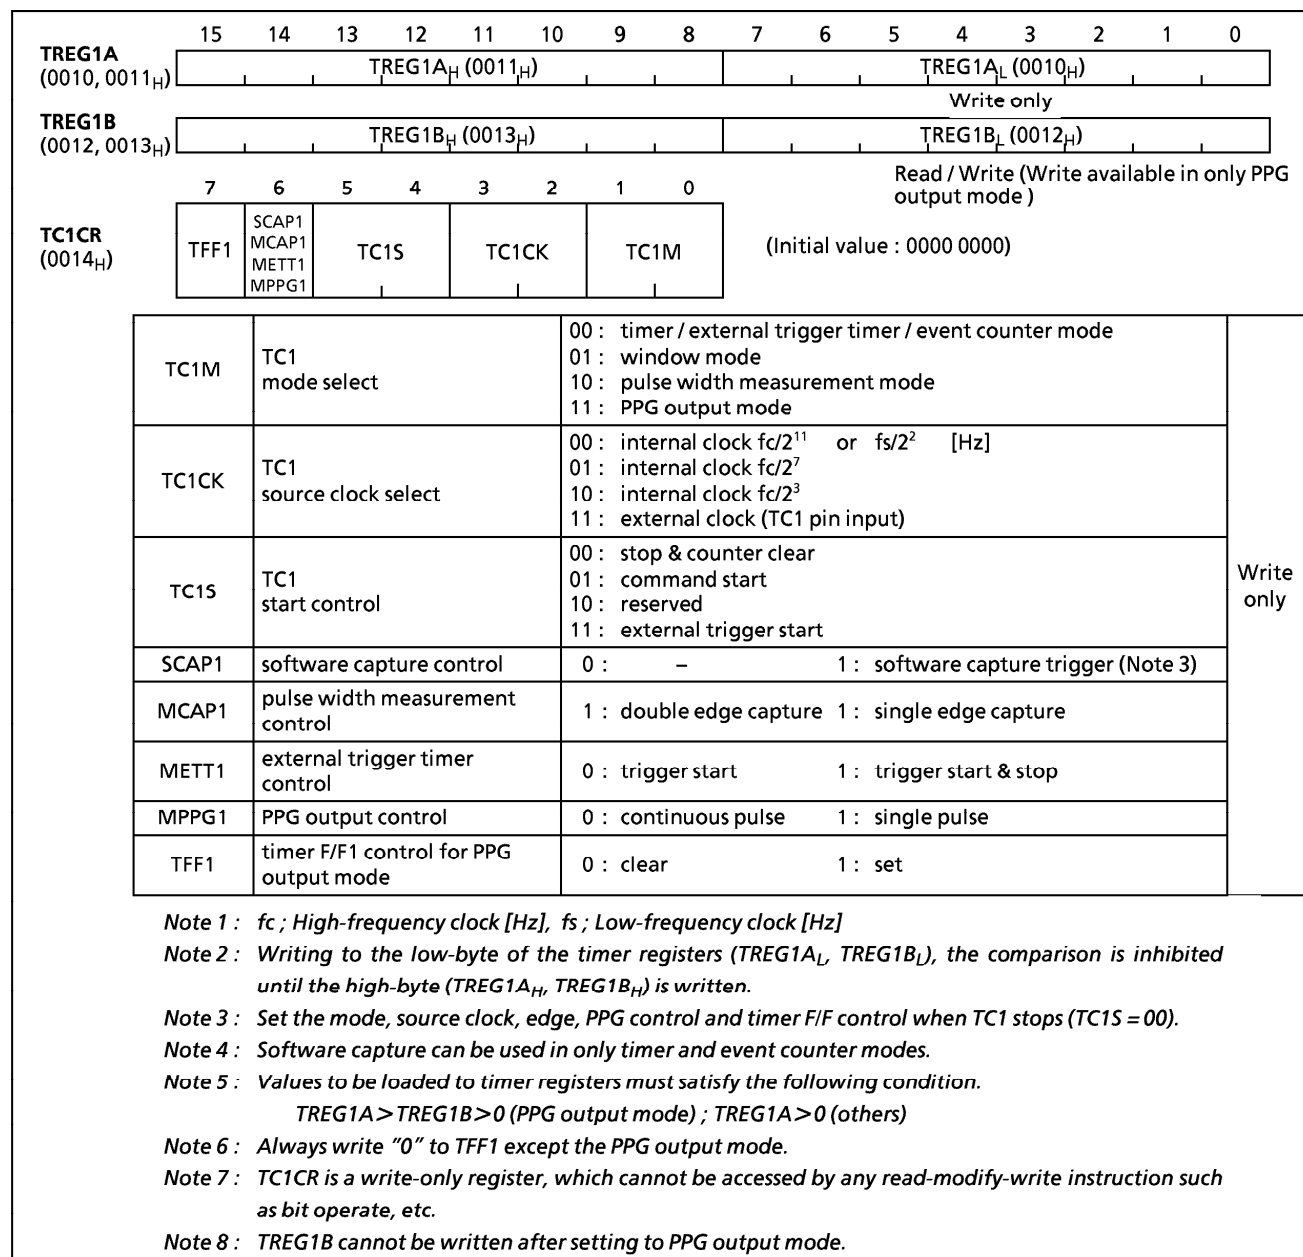 15 14 13 12 11 10 9 8 7 6 5 4 3 2 1 0
TREG1A
(0010, 0011H)
TREG1AH (0011H) TREG1AL (0010H)
Write only
TREG1B
(0012, 0013H)
TREG1BH (0013H) TREG1BL (0012H)
Read / Write (Write available in only PPG
output mode )
7 6 5 4 3 2 1 0
TC1CR
(0014H)
TFF1
SCAP1
MCAP1
METT1
MPPG1
TC1S TC1CK TC1M
(Initial value : 0000 0000)
TC1M
TC1
mode select
00 : timer / external trigger timer / event counter mode
01 : window mode
10 : pulse width measurement mode
11 : PPG output mode
TC1CK
TC1
source clock select
00 : internal clock fc/2¹¹ or fs/2² [Hz]
01 : internal clock fc/2⁷
10 : internal clock fc/2³
11 : external clock (TC1 pin input)
TC1S
TC1
start control
00 : stop & counter clear
01 : command start
10 : reserved
11 : external trigger start
Write
only
SCAP1 software capture control 0 : – 1 : software capture trigger (Note 3)
MCAP1
pulse width measurement
control
1 : double edge capture 1 : single edge capture
METT1
external trigger timer
control
0 : trigger start 1 : trigger start & stop
MPPG1 PPG output control 0 : continuous pulse 1 : single pulse
TFF1
timer F/F1 control for PPG
output mode
0 : clear 1 : set
Note 1 : fc ; High-frequency clock [Hz], fs ; Low-frequency clock [Hz]
Note 2 : Writing to the low-byte of the timer registers (TREG1AL, TREG1BL), the comparison is inhibited
until the high-byte (TREG1AH, TREG1BH) is written.
Note 3 : Set the mode, source clock, edge, PPG control and timer F/F control when TC1 stops (TC1S = 00).
Note 4 : Software capture can be used in only timer and event counter modes.
Note 5 : Values to be loaded to timer registers must satisfy the following condition.
TREG1A > TREG1B > 0 (PPG output mode) ; TREG1A > 0 (others)
Note 6 : Always write "0" to TFF1 except the PPG output mode.
Note 7 : TC1CR is a write-only register, which cannot be accessed by any read-modify-write instruction such
as bit operate, etc.
Note 8 : TREG1B cannot be written after setting to PPG output mode.